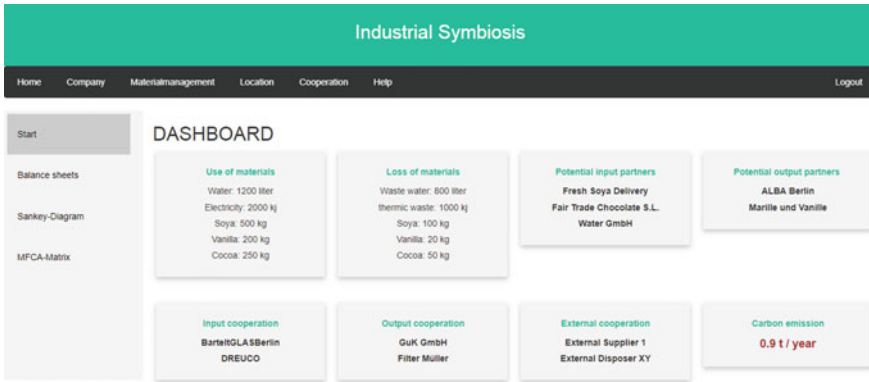 Industrial Symbiosis
Home Company Materialmanagement Location Cooperation Help Logout
Start
Balance sheets
Sankey-Diagram
MFCA-Matrix
DASHBOARD
Use of materials
Water: 1200 liter
Electricity: 2000 kj
Soya: 500 kg
Vanilla: 200 kg
Cocoa: 250 kg
Loss of materials
Waste water: 800 liter
thermic waste: 1000 kj
Soya: 100 kg
Vanilla: 20 kg
Cocoa: 50 kg
Potential input partners
Fresh Soya Delivery
Fair Trade Chocolate S.L.
Water GmbH
Potential output partners
ALBA Berlin
Marille und Vanille
Input cooperation
BarteltGLASBerlin
DREUCO
Output cooperation
GuK GmbH
Filter Müller
External cooperation
External Supplier 1
External Disposer XY
Carbon emission
0.9 t / year